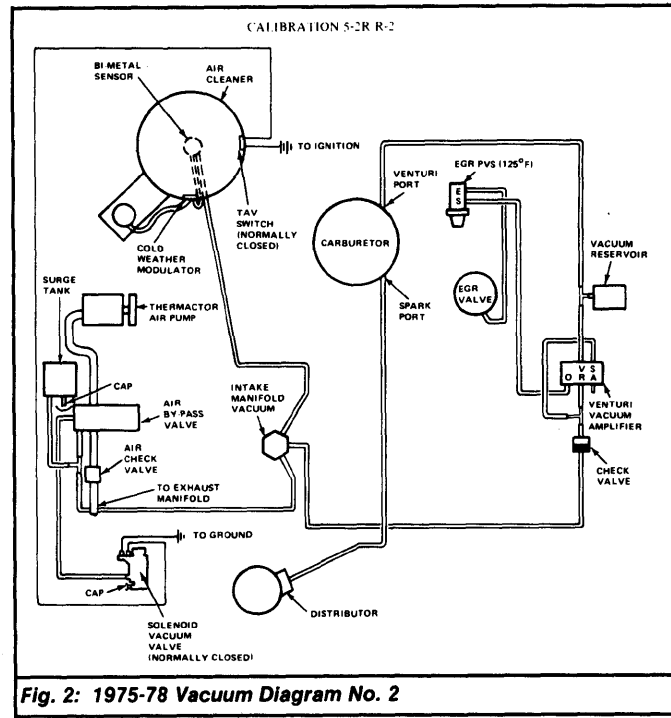 CALIBRATION 5-2R R-2
BI-METAL
SENSOR
AIR
CLEANER
TO IGNITION
TAV
SWITCH
(NORMALLY
CLOSED)
COLD
WEATHER
MODULATOR
VENTURI
PORT
EGR PVS (125°F)
E
S
CARBURETOR
EGR
VALVE
SPARK
PORT
VACUUM
RESERVOIR
SURGE
TANK
THERMACTOR
AIR PUMP
CAP
AIR
BY-PASS
VALVE
INTAKE
MANIFOLD
VACUUM
V S
O R A
VENTURI
VACUUM
AMPLIFIER
AIR
CHECK
VALVE
CHECK
VALVE
TO EXHAUST
MANIFOLD
TO GROUND
CAP
SOLENOID
VACUUM
VALVE
(NORMALLY CLOSED)
DISTRIBUTOR
Fig. 2: 1975-78 Vacuum Diagram No. 2